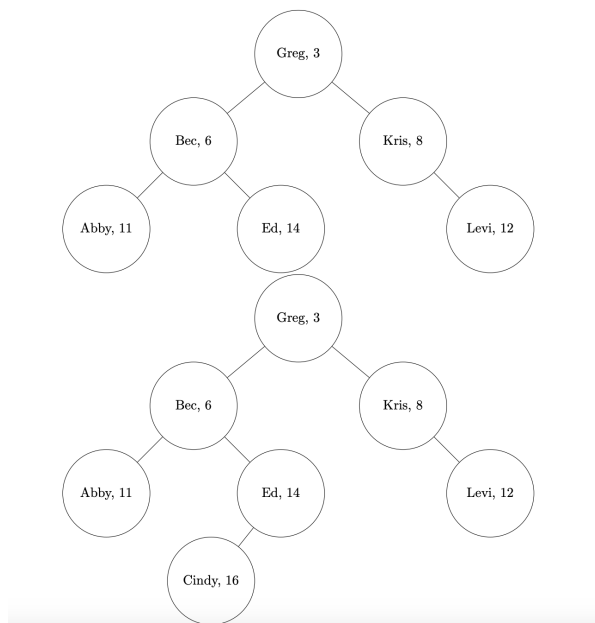 Greg, 3
Bec, 6
Kris, 8
Abby, 11
Ed, 14
Levi, 12
Greg, 3
Bec, 6
Kris, 8
Abby, 11
Ed, 14
Levi, 12
Cindy, 16